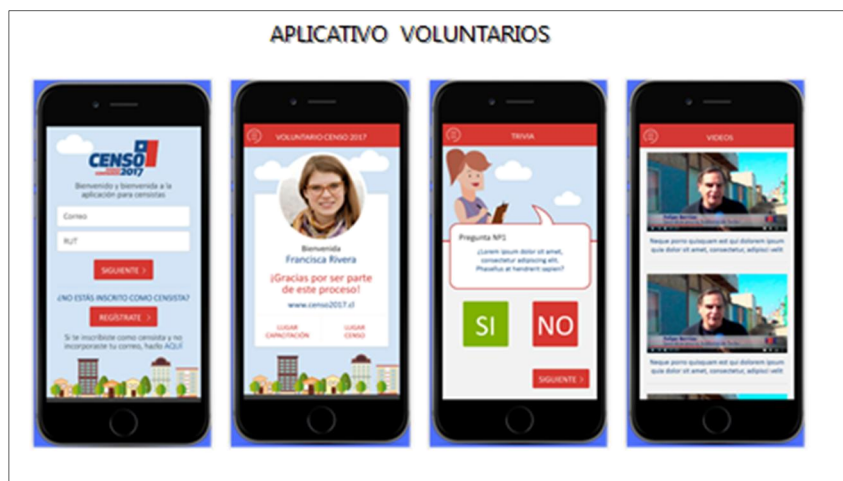 APLICATIVO VOLUNTARIOS
CENSO
2017
Bienvenido y bienvenida a la
aplicación para censistas
Correo
RUT
SIGUIENTE >
¿NO ESTÁS INSCRITO COMO CENSISTA?
REGÍSTRATE >
Si te inscribiste como censista y no
incorporaste tu correo, hazlo AQUÍ
VOLUNTARIO CENSO 2017
Bienvenida
Francisca Rivera
¡Gracias por ser parte
de este proceso!
www.censo2017.cl
LUGAR
CAPACITACIÓN
LUGAR
CENSO
TRIVIA
Pregunta Nº1
¿Lorem ipsum dolor sit amet,
consectetur adipiscing elit.
Phasellus at hendrerit sapien?
SI
NO
SIGUIENTE >
VIDEOS
Neque porro quisquam est qui dolorem ipsum
quia dolor sit amet, consectetur, adipisci velit
Neque porro quisquam est qui dolorem ipsum
quia dolor sit amet, consectetur, adipisci velit